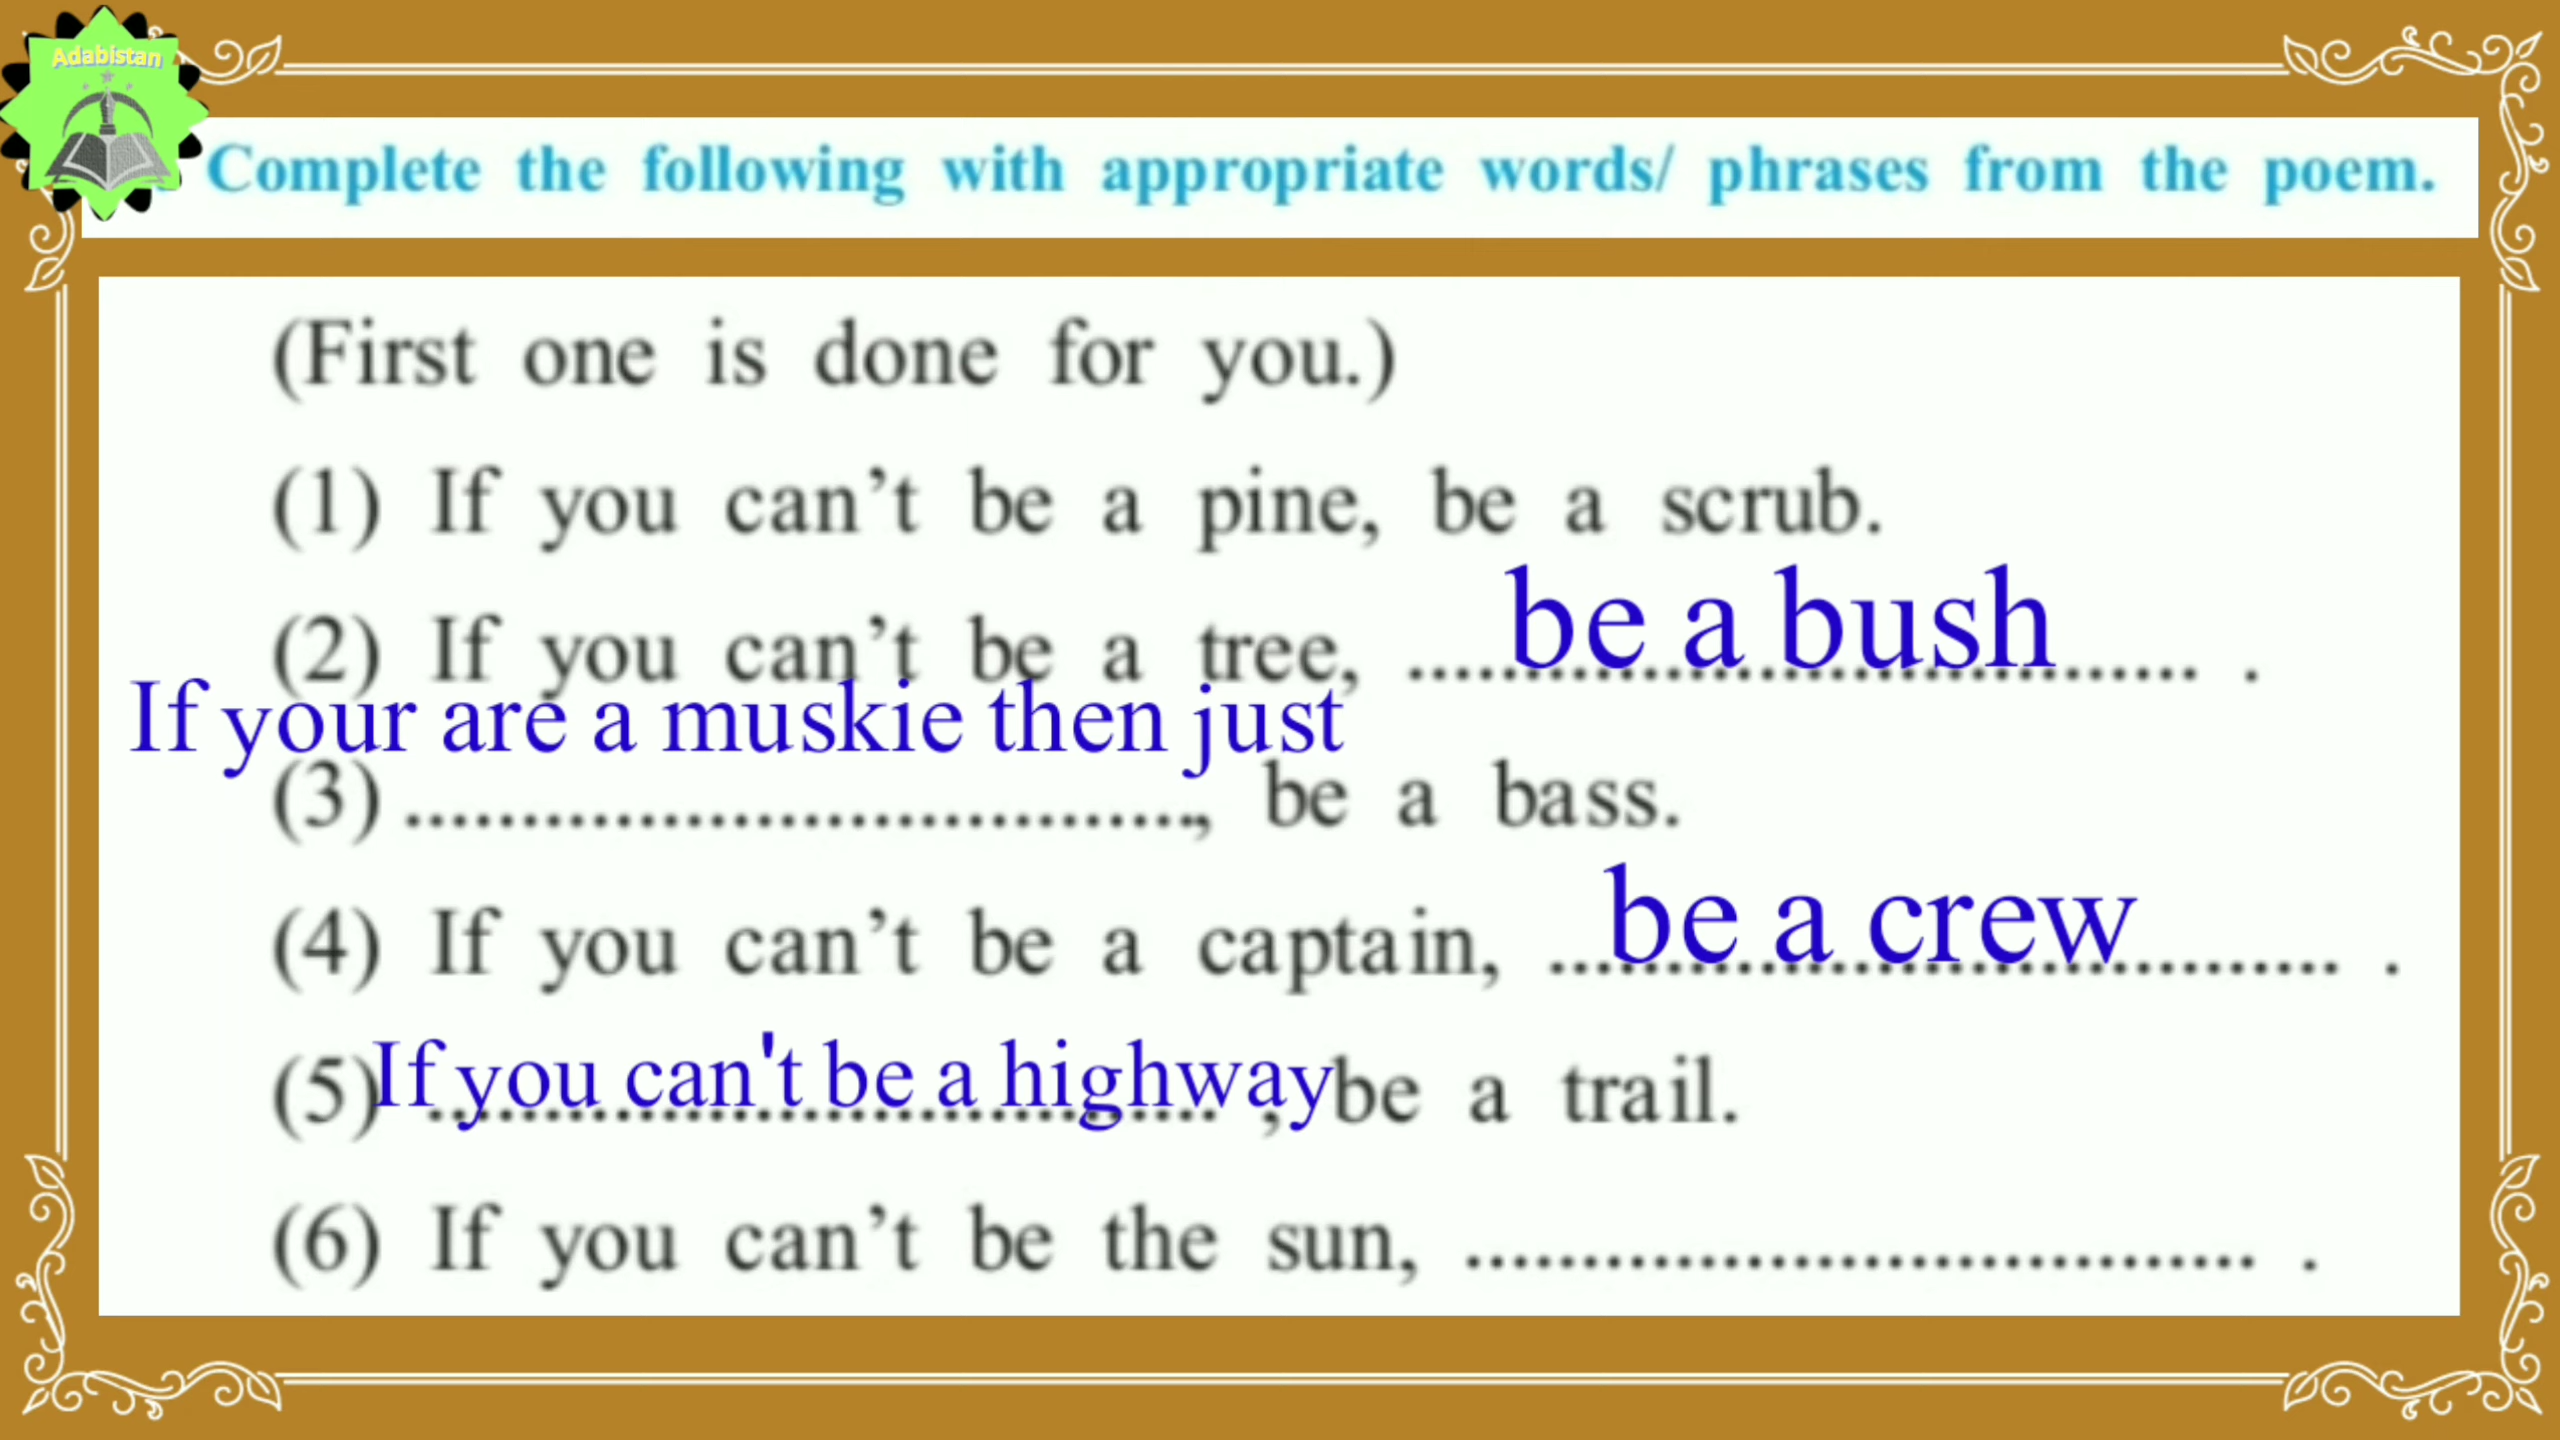 Adabistan
Complete the following with appropriate words/ phrases from the poem.
(First one is done for you.)
(1) If you can’t be a pine, be a scrub.
(2) If you can’t be a tree, be a bush .
If your are a muskie then just
(3) ................................., be a bass.
(4) If you can’t be a captain, be a crew .
(5) If you can't be a highway, be a trail.
(6) If you can’t be the sun, .................................. .